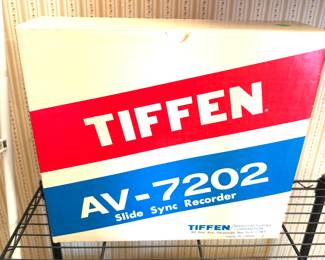 TIFFEN
AV-7202
Slide Sync Recorder
TIFFEN